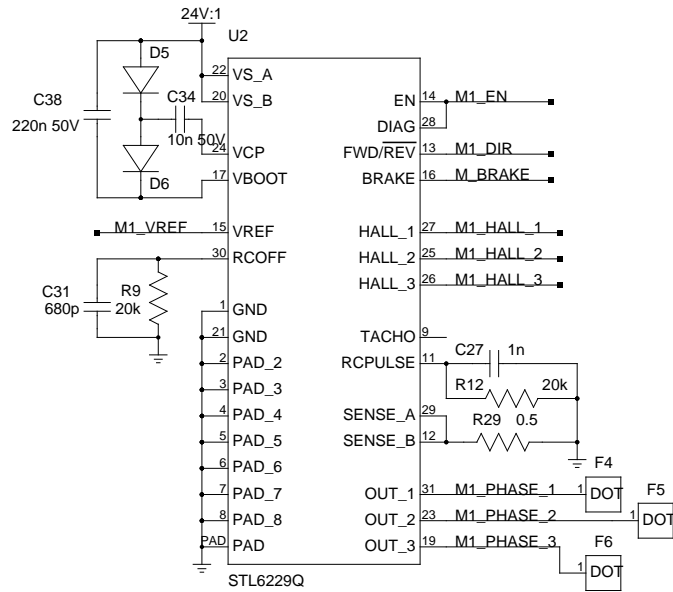 24V:1
U2
D5
C38
220n 50V
C34
10n 50V
D6
22 VS_A
20 VS_B
24 VCP
17 VBOOT
M1_VREF 15 VREF
30 RCOFF
C31
680p
R9
20k
1 GND
21 GND
2 PAD_2
3 PAD_3
4 PAD_4
5 PAD_5
6 PAD_6
7 PAD_7
8 PAD_8
PAD PAD
STL6229Q
EN 14 M1_EN
DIAG 28
FWD/REV 13 M1_DIR
BRAKE 16 M_BRAKE
HALL_1 27 M1_HALL_1
HALL_2 25 M1_HALL_2
HALL_3 26 M1_HALL_3
TACHO 9
RCPULSE 11
C27 1n
R12 20k
SENSE_A 29
SENSE_B 12
R29 0.5
OUT_1 31 M1_PHASE_1
OUT_2 23 M1_PHASE_2
OUT_3 19 M1_PHASE_3
F4
1 DOT
F5
1 DOT
F6
1 DOT